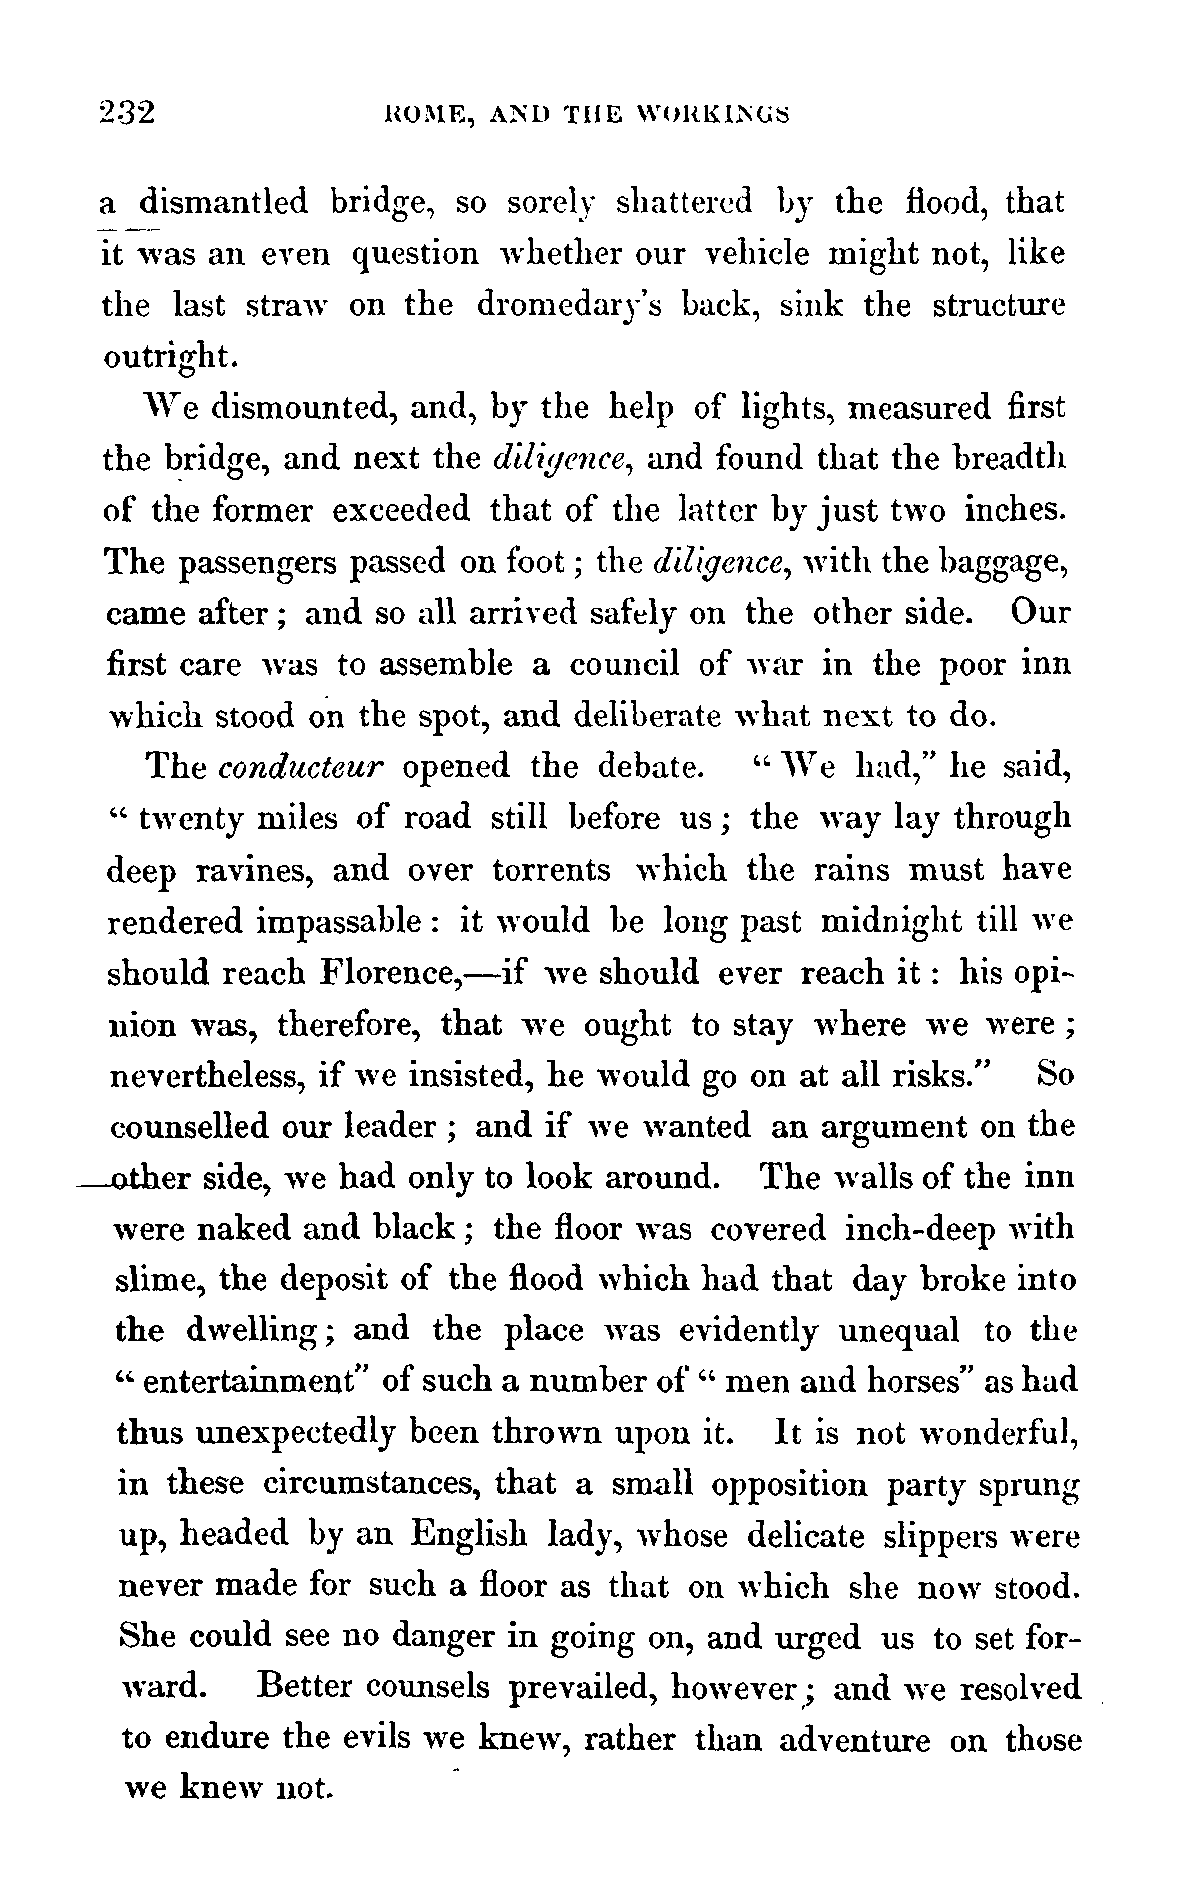 232 ROME, AND THE WORKINGS
a dismantled bridge, so sorely shattered by the flood, that
it was an even question whether our vehicle might not, like
the last straw on the dromedary's back, sink the structure
outright.
We dismounted, and, by the help of lights, measured first
the bridge, and next the diligence, and found that the breadth
of the former exceeded that of the latter by just two inches.
The passengers passed on foot ; the diligence, with the baggage,
came after ; and so all arrived safely on the other side. Our
first care was to assemble a council of war in the poor inn
which stood on the spot, and deliberate what next to do.
The conducteur opened the debate. “ We had,” he said,
“ twenty miles of road still before us ; the way lay through
deep ravines, and over torrents which the rains must have
rendered impassable : it would be long past midnight till we
should reach Florence,—if we should ever reach it : his opi-
nion was, therefore, that we ought to stay where we were ;
nevertheless, if we insisted, he would go on at all risks.” So
counselled our leader ; and if we wanted an argument on the
other side, we had only to look around. The walls of the inn
were naked and black ; the floor was covered inch-deep with
slime, the deposit of the flood which had that day broke into
the dwelling ; and the place was evidently unequal to the
“ entertainment” of such a number of “ men and horses” as had
thus unexpectedly been thrown upon it. It is not wonderful,
in these circumstances, that a small opposition party sprung
up, headed by an English lady, whose delicate slippers were
never made for such a floor as that on which she now stood.
She could see no danger in going on, and urged us to set for-
ward. Better counsels prevailed, however ; and we resolved
to endure the evils we knew, rather than adventure on those
we knew not.